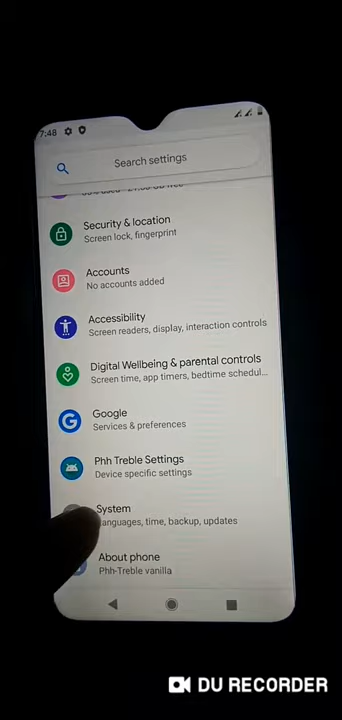 7:48
Search settings
Security & location
Screen lock, fingerprint
Accounts
No accounts added
Accessibility
Screen readers, display, interaction controls
Digital Wellbeing & parental controls
Screen time, app timers, bedtime schedul...
Google
Services & preferences
Phh Treble Settings
Device specific settings
System
Languages, time, backup, updates
About phone
Phh-Treble vanilla
DU RECORDER